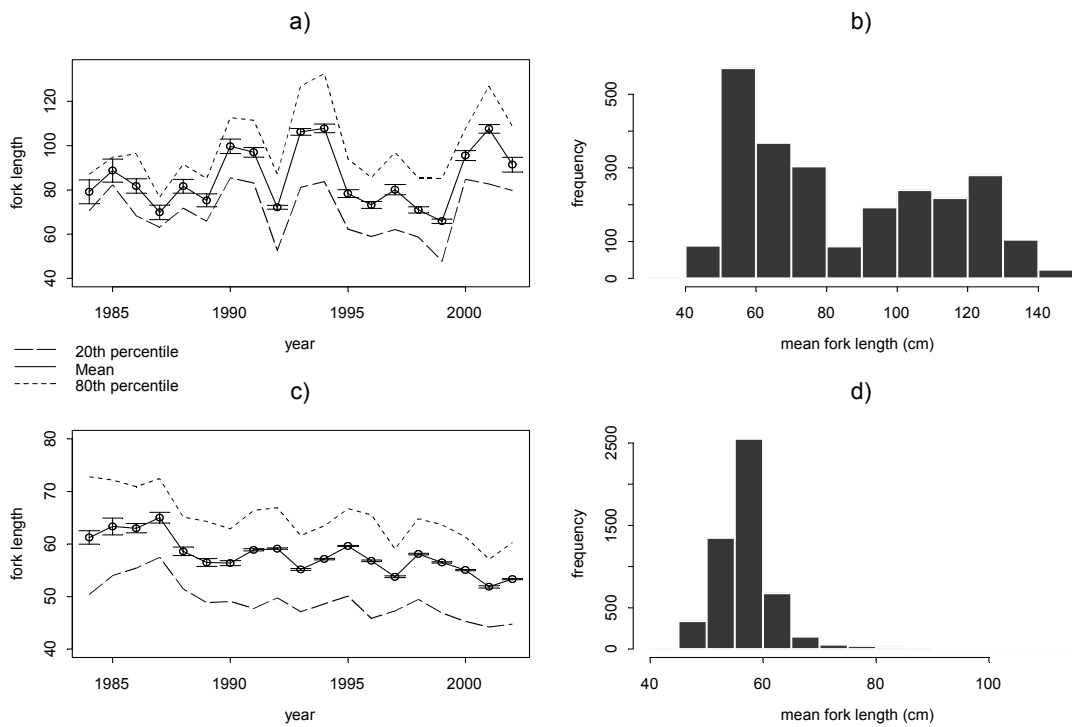 a)
fork length
40
60
80
100
120
1985
1990
1995
2000
year
b)
frequency
100
300
500
40
60
80
100
120
140
mean fork length (cm)
20th percentile
Mean
80th percentile
c)
fork length
40
50
60
70
80
1985
1990
1995
2000
year
d)
frequency
0
500
1500
2500
40
60
80
100
mean fork length (cm)